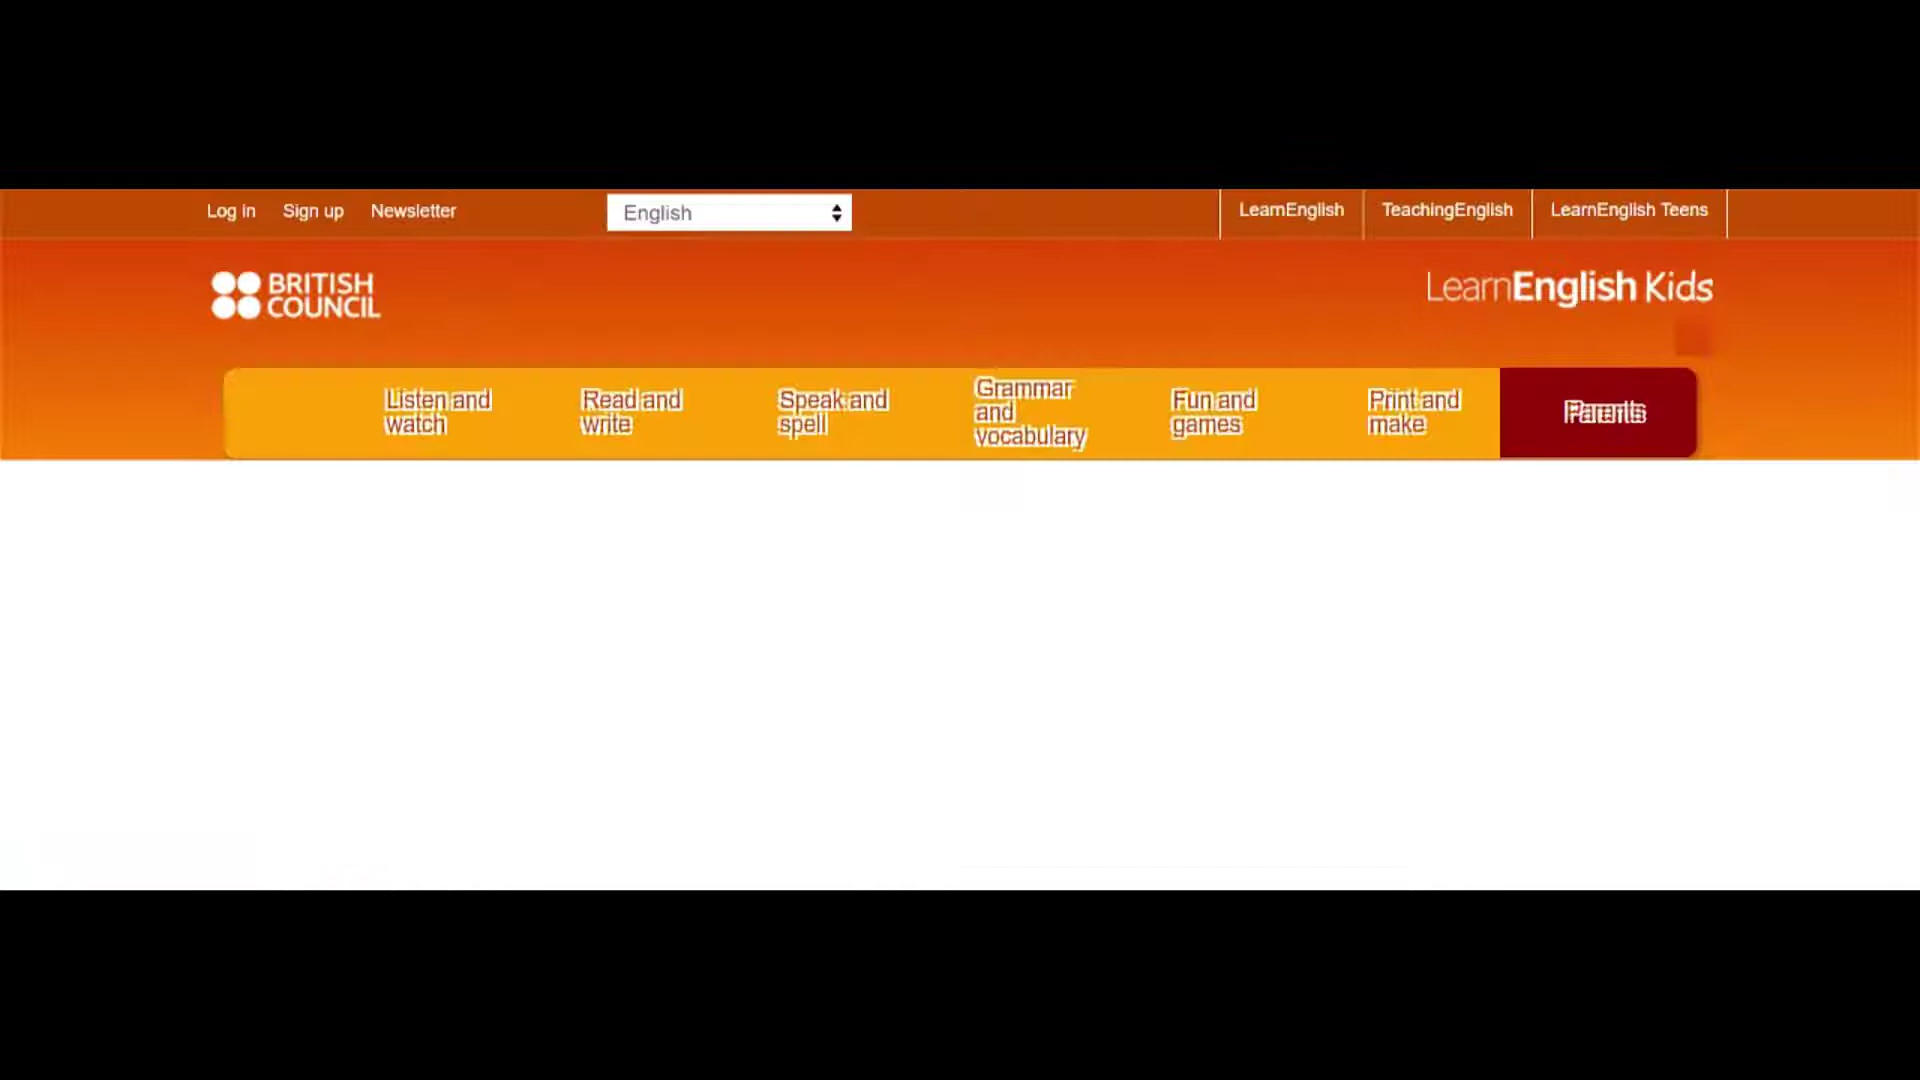 Log in Sign up Newsletter English LearnEnglish TeachingEnglish LearnEnglish Teens
BRITISH
COUNCIL
LearnEnglish Kids
Listen and
watch
Read and
write
Speak and
spell
Grammar
and
vocabulary
Fun and
games
Print and
make
Parents